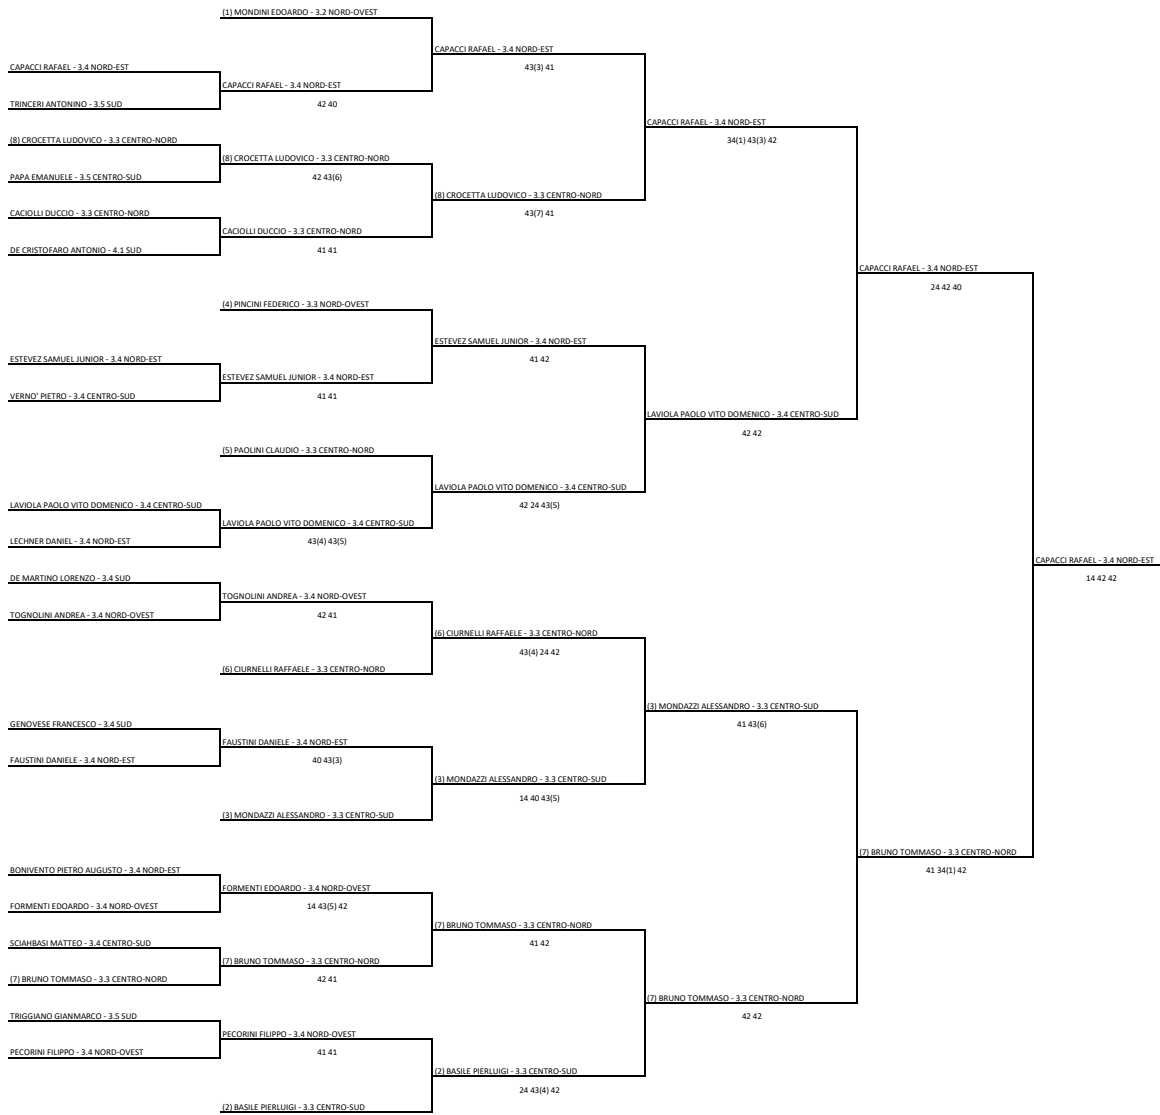 (1) MONDINI EDOARDO - 3.2 NORD-OVEST
CAPACCI RAFAEL - 3.4 NORD-EST
43(3) 41
CAPACCI RAFAEL - 3.4 NORD-EST
CAPACCI RAFAEL - 3.4 NORD-EST
42 40
TRINCERI ANTONINO - 3.5 SUD
CAPACCI RAFAEL - 3.4 NORD-EST
34(1) 43(3) 42
(8) CROCETTA LUDOVICO - 3.3 CENTRO-NORD
(8) CROCETTA LUDOVICO - 3.3 CENTRO-NORD
42 43(6)
PAPA EMANUELE - 3.5 CENTRO-SUD
(8) CROCETTA LUDOVICO - 3.3 CENTRO-NORD
43(7) 41
CACIOLLI DUCCIO - 3.3 CENTRO-NORD
CACIOLLI DUCCIO - 3.3 CENTRO-NORD
41 41
DE CRISTOFARO ANTONIO - 4.1 SUD
CAPACCI RAFAEL - 3.4 NORD-EST
24 42 40
(4) PINCINI FEDERICO - 3.3 NORD-OVEST
ESTEVEZ SAMUEL JUNIOR - 3.4 NORD-EST
41 42
ESTEVEZ SAMUEL JUNIOR - 3.4 NORD-EST
ESTEVEZ SAMUEL JUNIOR - 3.4 NORD-EST
41 41
VERNO' PIETRO - 3.4 CENTRO-SUD
LAVIOLA PAOLO VITO DOMENICO - 3.4 CENTRO-SUD
42 42
(5) PAOLINI CLAUDIO - 3.3 CENTRO-NORD
LAVIOLA PAOLO VITO DOMENICO - 3.4 CENTRO-SUD
42 24 43(5)
LAVIOLA PAOLO VITO DOMENICO - 3.4 CENTRO-SUD
LAVIOLA PAOLO VITO DOMENICO - 3.4 CENTRO-SUD
43(4) 43(5)
LECHNER DANIEL - 3.4 NORD-EST
CAPACCI RAFAEL - 3.4 NORD-EST
14 42 42
DE MARTINO LORENZO - 3.4 SUD
TOGNOLINI ANDREA - 3.4 NORD-OVEST
42 41
TOGNOLINI ANDREA - 3.4 NORD-OVEST
(6) CIURNELLI RAFFAELE - 3.3 CENTRO-NORD
43(4) 24 42
(6) CIURNELLI RAFFAELE - 3.3 CENTRO-NORD
(3) MONDAZZI ALESSANDRO - 3.3 CENTRO-SUD
41 43(6)
GENOVESE FRANCESCO - 3.4 SUD
FAUSTINI DANIELE - 3.4 NORD-EST
40 43(3)
FAUSTINI DANIELE - 3.4 NORD-EST
(3) MONDAZZI ALESSANDRO - 3.3 CENTRO-SUD
14 40 43(5)
(3) MONDAZZI ALESSANDRO - 3.3 CENTRO-SUD
(7) BRUNO TOMMASO - 3.3 CENTRO-NORD
41 34(1) 42
BONIVENTO PIETRO AUGUSTO - 3.4 NORD-EST
FORMENTI EDOARDO - 3.4 NORD-OVEST
14 43(5) 42
FORMENTI EDOARDO - 3.4 NORD-OVEST
(7) BRUNO TOMMASO - 3.3 CENTRO-NORD
41 42
SCIAHBASI MATTEO - 3.4 CENTRO-SUD
(7) BRUNO TOMMASO - 3.3 CENTRO-NORD
42 41
(7) BRUNO TOMMASO - 3.3 CENTRO-NORD
(7) BRUNO TOMMASO - 3.3 CENTRO-NORD
42 42
TRIGGIANO GIANMARCO - 3.5 SUD
PECORINI FILIPPO - 3.4 NORD-OVEST
41 41
PECORINI FILIPPO - 3.4 NORD-OVEST
(2) BASILE PIERLUIGI - 3.3 CENTRO-SUD
24 43(4) 42
(2) BASILE PIERLUIGI - 3.3 CENTRO-SUD